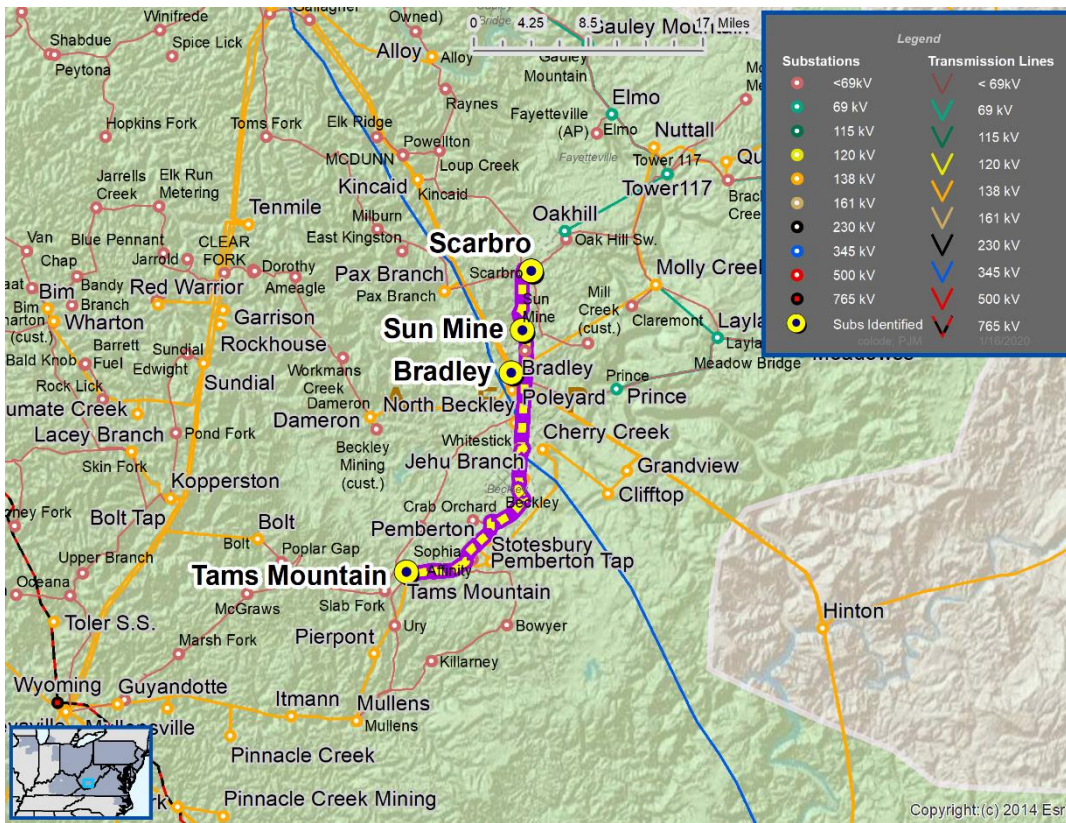 Winifrede
Gallagher
Shabdue
Spice Lick
Peytona
Owned)
Alloy
Alloy
Raynes
Hopkins Fork
Toms Fork
Elk Ridge
Powellton
MCDUNN
Loup Creek
Kincaid
Kincaid
0 4.25 8.5 17 Miles
Gauley Mountain
Gauley
Bridge
Gauley
Mountain
Elmo
Fayetteville
(AP)
Elmo
Fayetteville
Nuttall
Tower 117
Tower117
Oakhill
Oak Hill Sw.
Jarrells
Creek
Elk Run
Metering
Tenmile
Milburn
East Kingston
Scarbro
Scarbro
Van
Blue Pennant
CLEAR
FORK
Jarrold
Dorothy
Ameagle
Pax Branch
Pax Branch
Chap
Bandy
Branch
Bim
Bim
(cust.)
Red Warrior
Garrison
Wharton
Rockhouse
Sun
Mine
Sun Mine
Mill
Creek (cust.)
Molly Creek
Claremont
Meadow Bridge
Barrett
Fuel
Bald Knob
Sundial
Edwight
Sundial
Rock Lick
Workmans
Creek
Dameron
Dameron
Bradley
Bradley
Prince
Prince
North Beckley
Poleyard
Lacey Branch
Pond Fork
Beckley
Mining
(cust.)
Whitestick
Cherry Creek
Jehu Branch
Skin Fork
Kopperston
Grandview
Clifftop
Beckley
Crab Orchard
Bolt Tap
Bolt
Bolt
Pemberton
Upper Branch
Poplar Gap
Sophia
Stotesbury
Pemberton Tap
Affinity
Tams Mountain
Tams Mountain
Oceana
McGraws
Slab Fork
Toler S.S.
Ury
Bowyer
Hinton
Marsh Fork
Pierpont
Killarney
Wyoming
Guyandotte
Itmann
Mullens
Mullens
Pinnacle Creek
Pinnacle Creek Mining
Legend
Substations Transmission Lines
<69kV < 69kV
69 kV 69 kV
115 kV 115 kV
120 kV 120 kV
138 kV 138 kV
161 kV 161 kV
230 kV 230 kV
345 kV 345 kV
500 kV 500 kV
765 kV 765 kV
Subs Identified
colode; PJM 1/16/2020
Copyright:(c) 2014 Esr